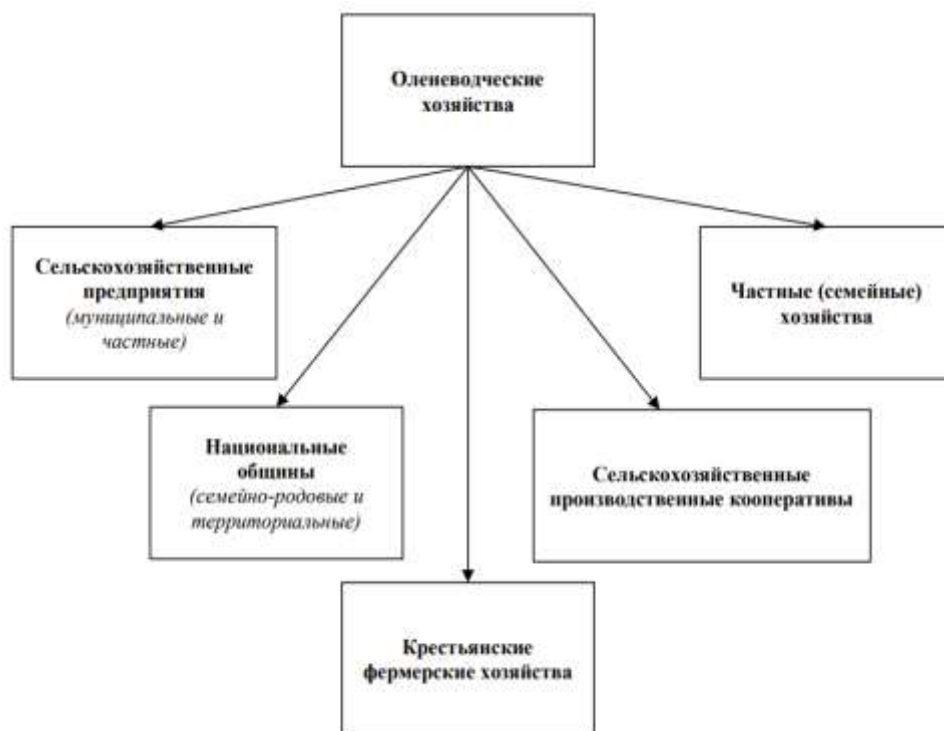 Оленеводческие
хозяйства
Сельскохозяйственные
предприятия
(муниципальные и
частные)
Частные (семейные)
хозяйства
Национальные
общины
(семейно-родовые и
территориальные)
Сельскохозяйственные
производственные кооперативы
Крестьянские
фермерские хозяйства